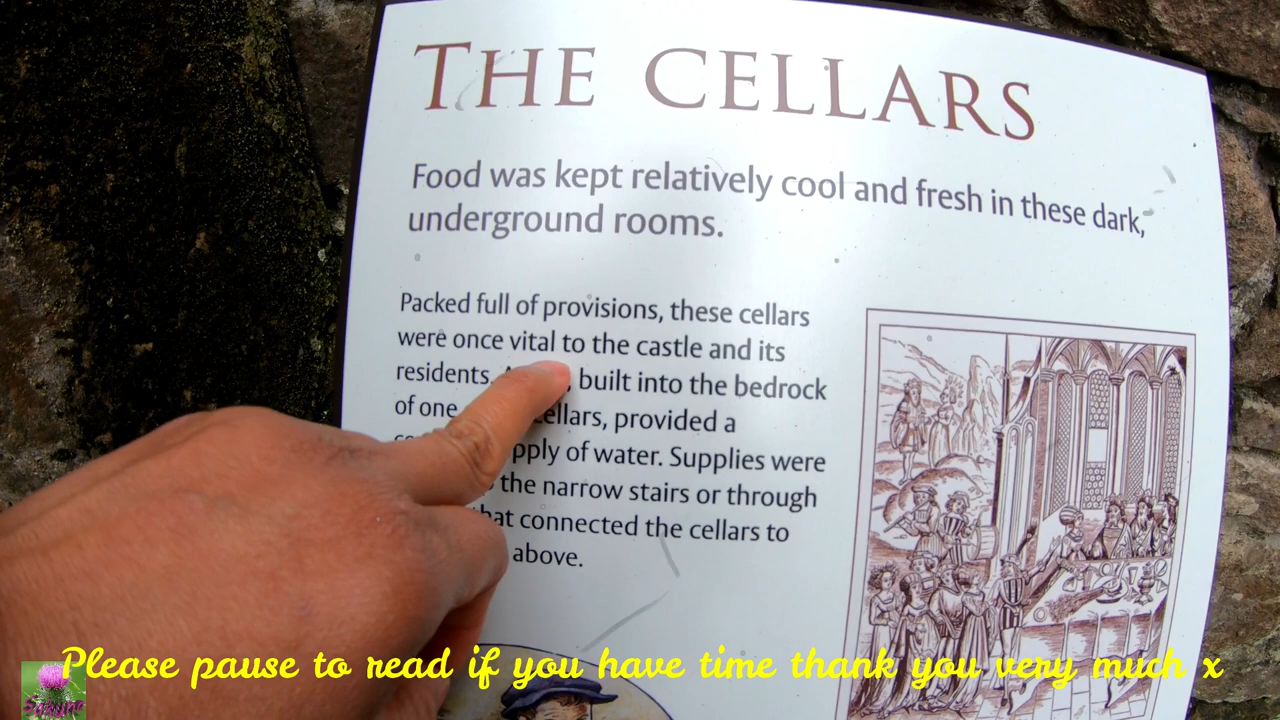 THE CELLARS
Food was kept relatively cool and fresh in these dark,
underground rooms.
Packed full of provisions, these cellars
were once vital to the castle and its
residents. built into the bedrock
of one cellars, provided a
of water. Supplies were
the narrow stairs or through
that connected the cellars to
above.
Please pause to read if you have time thank you very much x